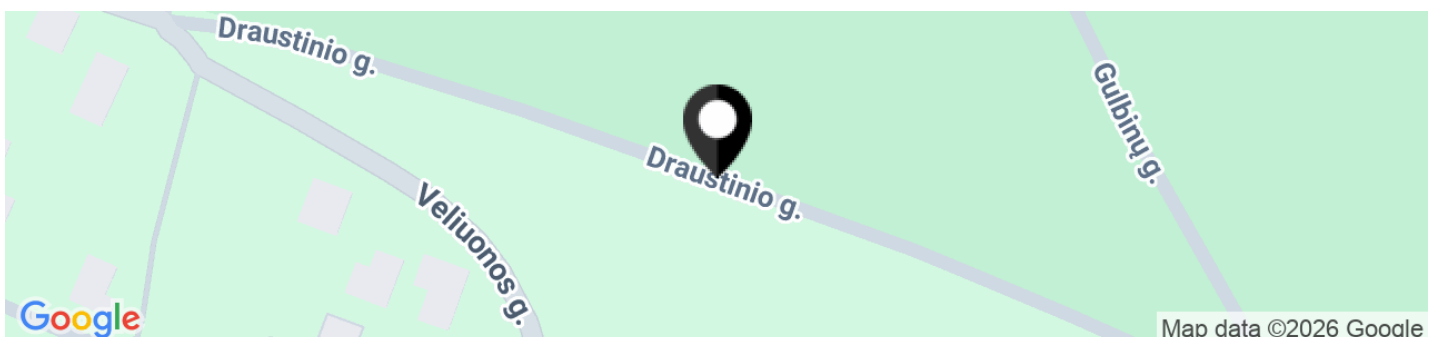 Draustinio g.
Gulbinų g.
Draustinio g.
Veliuonos g.
Google
Map data ©2026 Google